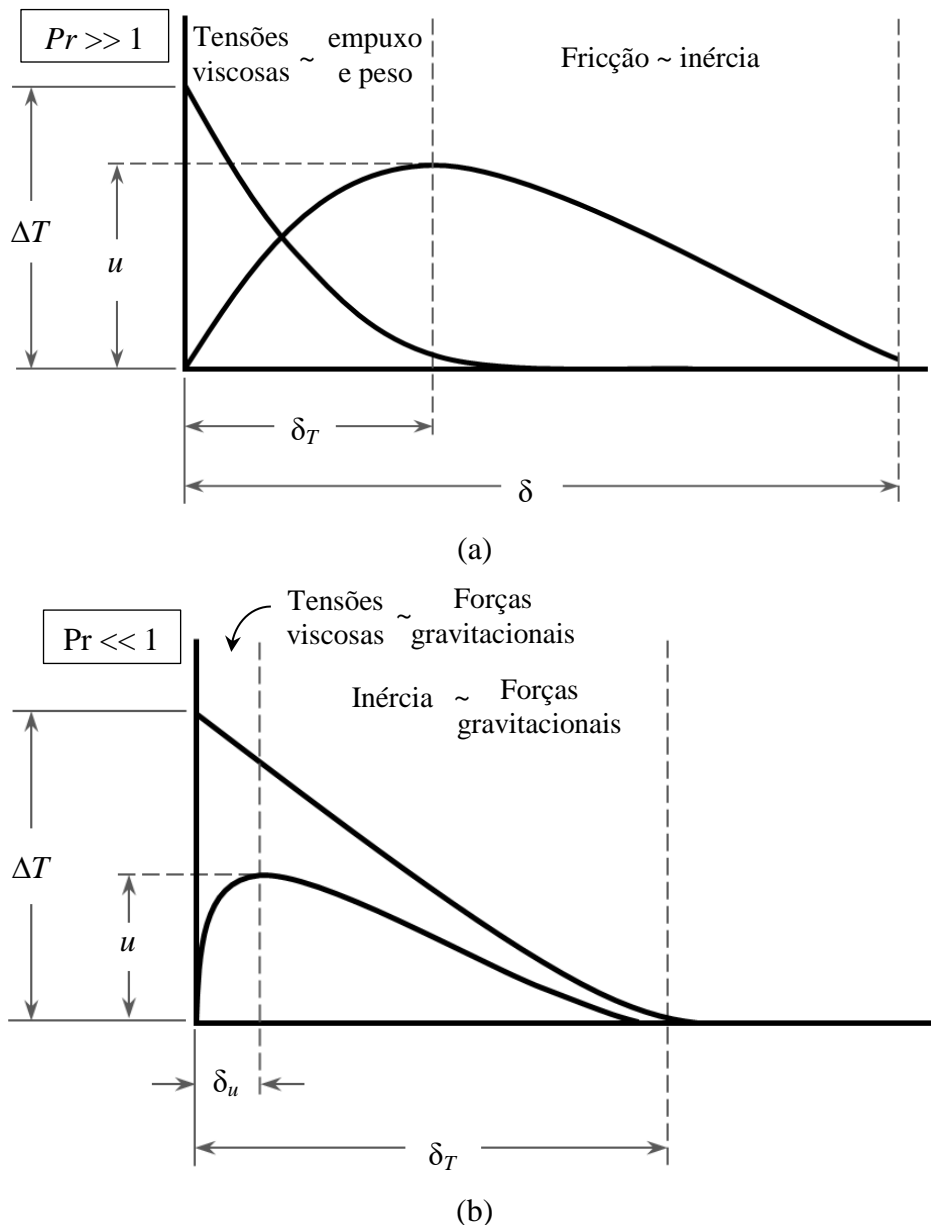 Pr >> 1
Tensões viscosas ~ empuxo e peso
Fricção ~ inércia
ΔT
u
δT
δ
(a)
Pr << 1
Tensões viscosas ~ Forças gravitacionais
Inércia ~ Forças gravitacionais
ΔT
u
δu
δT
(b)